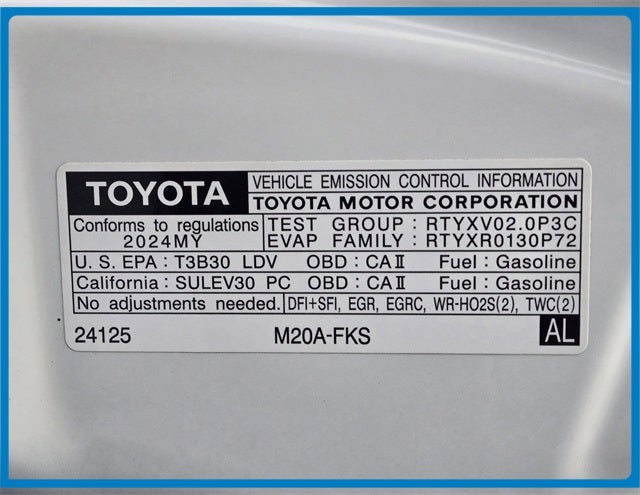 TOYOTA VEHICLE EMISSION CONTROL INFORMATION
TOYOTA MOTOR CORPORATION
Conforms to regulations TEST GROUP : RTYXV02.0P3C
2024MY EVAP FAMILY: RTYXR0130P72
U. S. EPA : T3B30 LDV OBD : CAⅡ Fuel : Gasoline
California : SULEV30 PC OBD : CAⅡ Fuel : Gasoline
No adjustments needed. DFI+SFI, EGR, EGRC, WR-HO2S(2), TWC(2)
24125 M20A-FKS AL